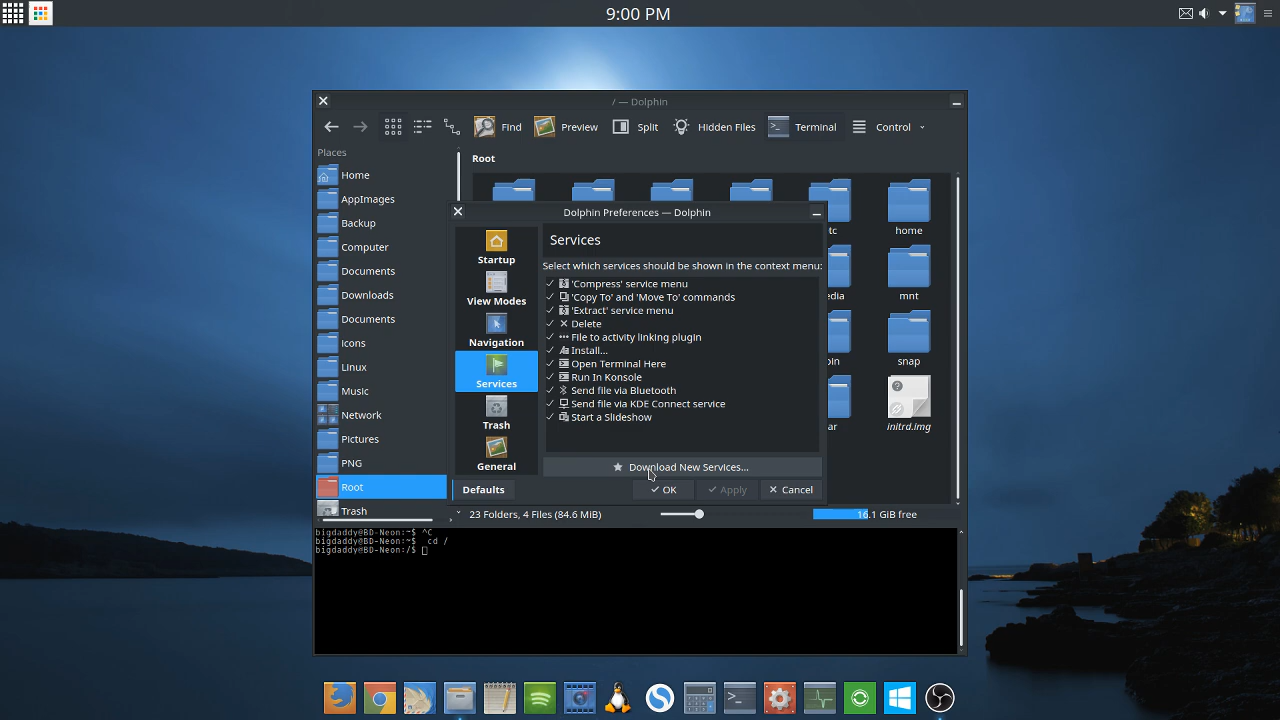 9:00 PM
/ — Dolphin
Find
Preview
Split
Hidden Files
Terminal
Control
Places
Home
AppImages
Backup
Computer
Documents
Downloads
Documents
icons
LInux
Music
Network
Pictures
PNG
Root
Trash
Root
home
mnt
snap
initrd.img
Dolphin Preferences — Dolphin
Startup
View Modes
Navigation
Services
Trash
General
Services
Select which services should be shown in the context menu:
'Compress' service menu
'Copy To' and 'Move To' commands
'Extract' service menu
Delete
File to activity linking plugin
Install...
Open Terminal Here
Run In Konsole
Send file via Bluetooth
Send file via KDE Connect service
Start a Slideshow
Download New Services...
Defaults
OK
Apply
Cancel
23 Folders, 4 Files (84.6 MiB)
16.1 GiB free
bigdaddy@BD-Neon:~$ ^C
bigdaddy@BD-Neon:~$  cd /
bigdaddy@BD-Neon:/$